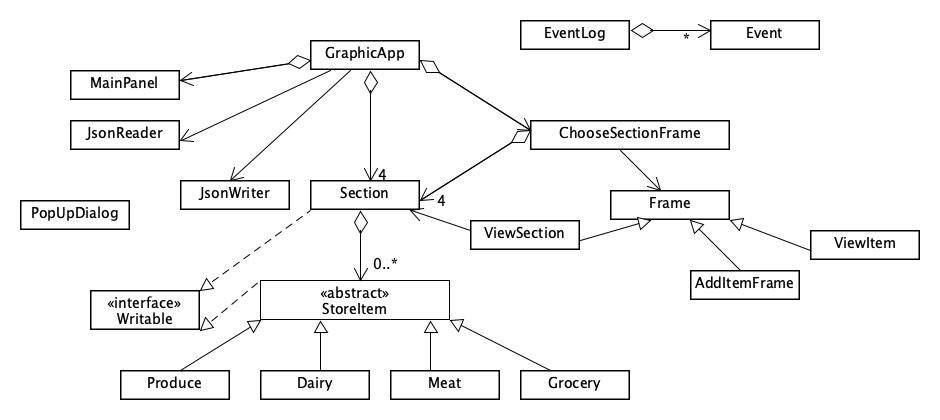 EventLog
*
Event
GraphicApp
MainPanel
JsonReader
ChooseSectionFrame
4
JsonWriter
Section
4
Frame
PopUpDialog
ViewSection
ViewItem
0..*
AddItemFrame
«interface»
Writable
«abstract»
StoreItem
Produce
Dairy
Meat
Grocery